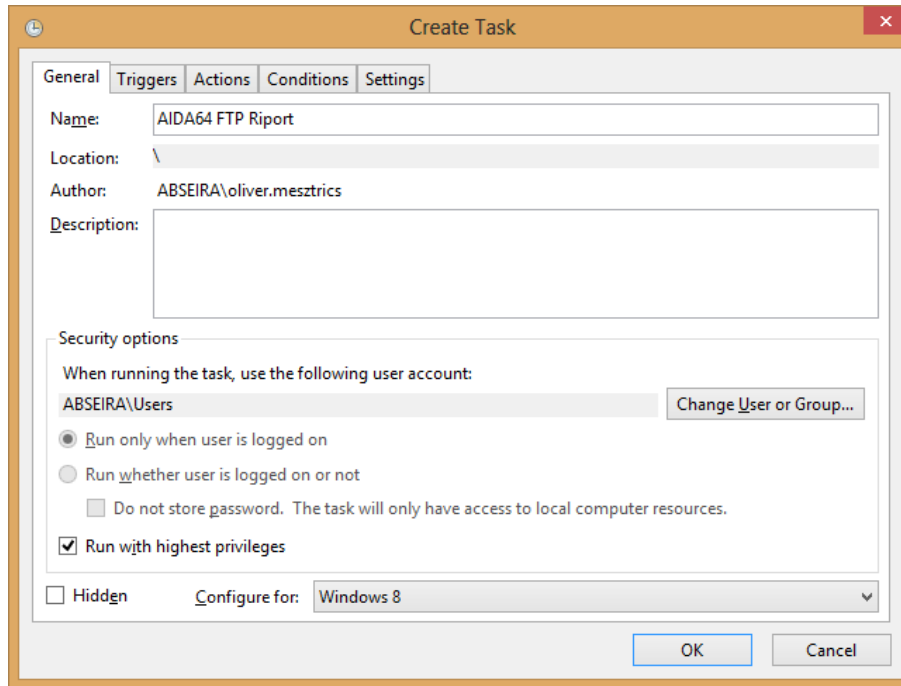 Create Task
General Triggers Actions Conditions Settings
Name: AIDA64 FTP Riport
Location: \
Author: ABSEIRA\oliver.mesztrics
Description:
Security options
When running the task, use the following user account:
ABSEIRA\Users Change User or Group...
Run only when user is logged on
Run whether user is logged on or not
Do not store password. The task will only have access to local computer resources.
Run with highest privileges
Hidden Configure for: Windows 8
OK Cancel